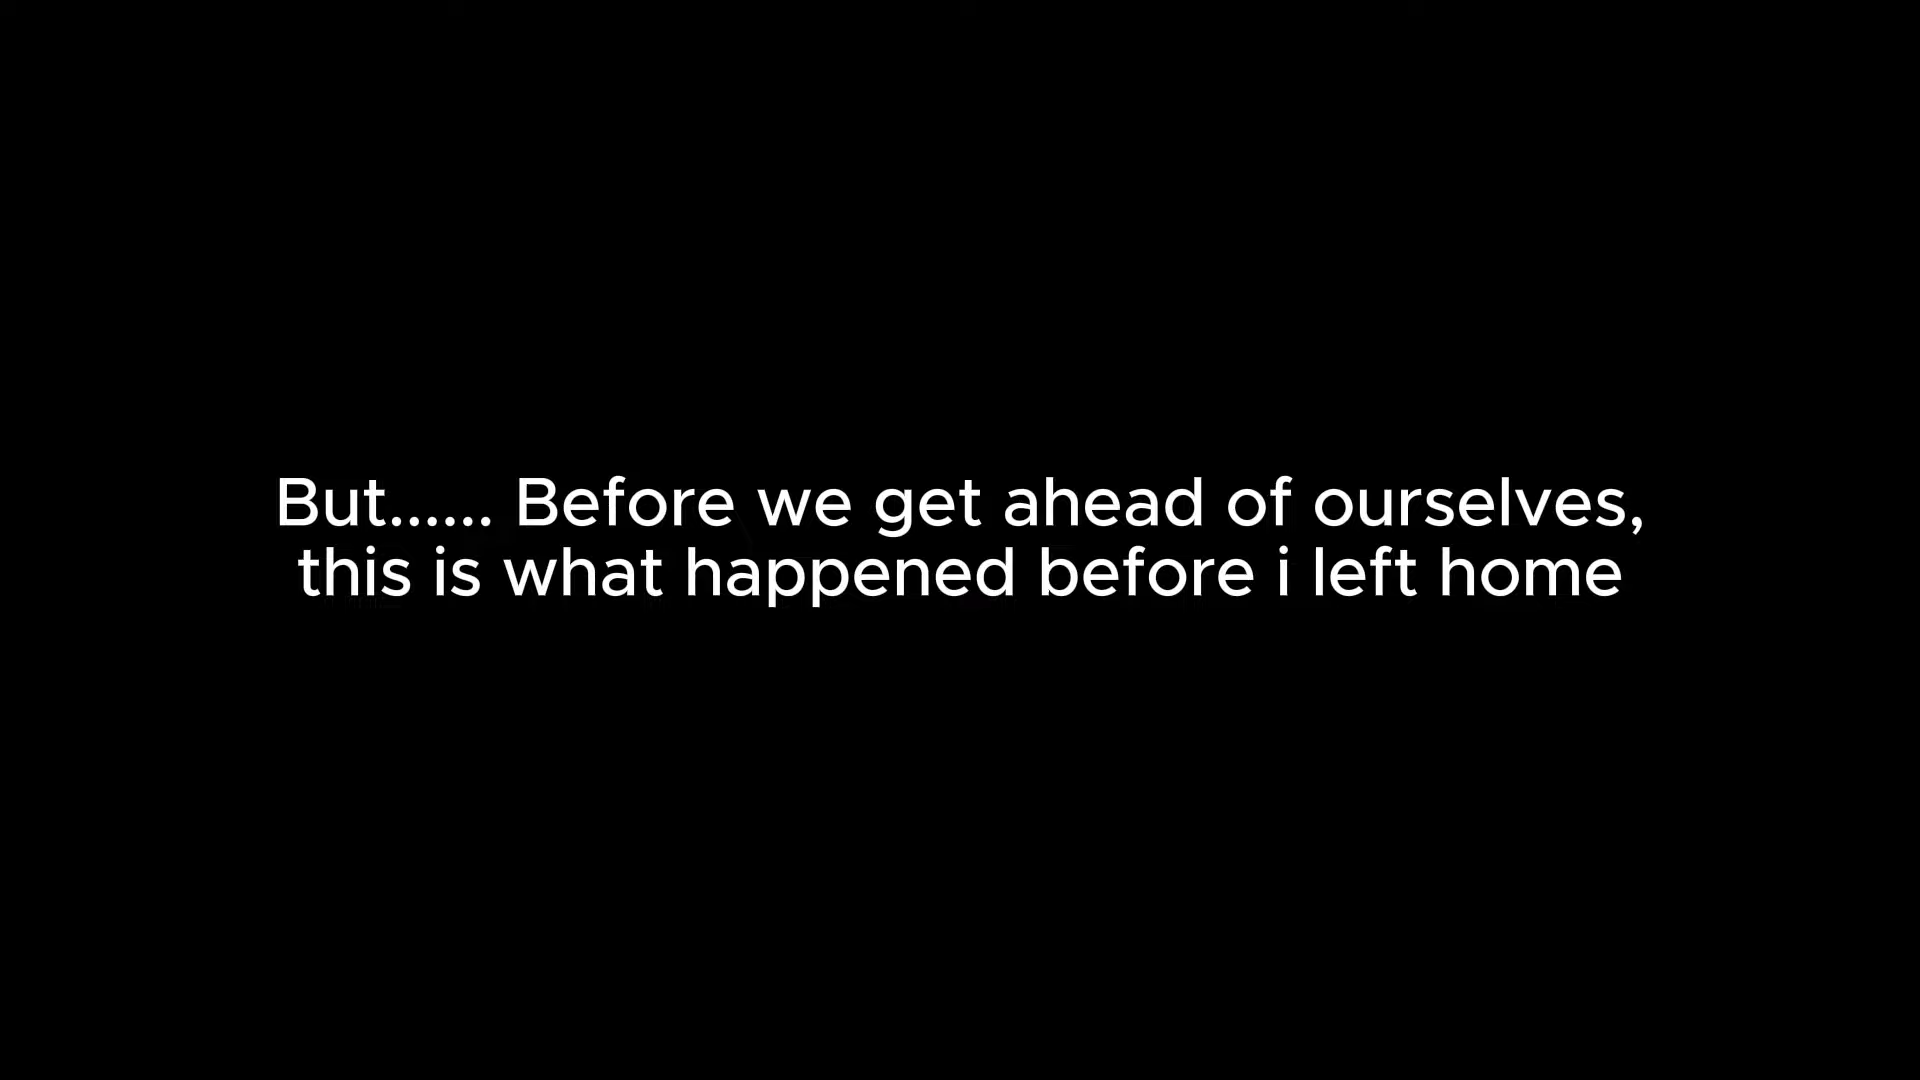 But...... Before we get ahead of ourselves,
this is what happened before i left home